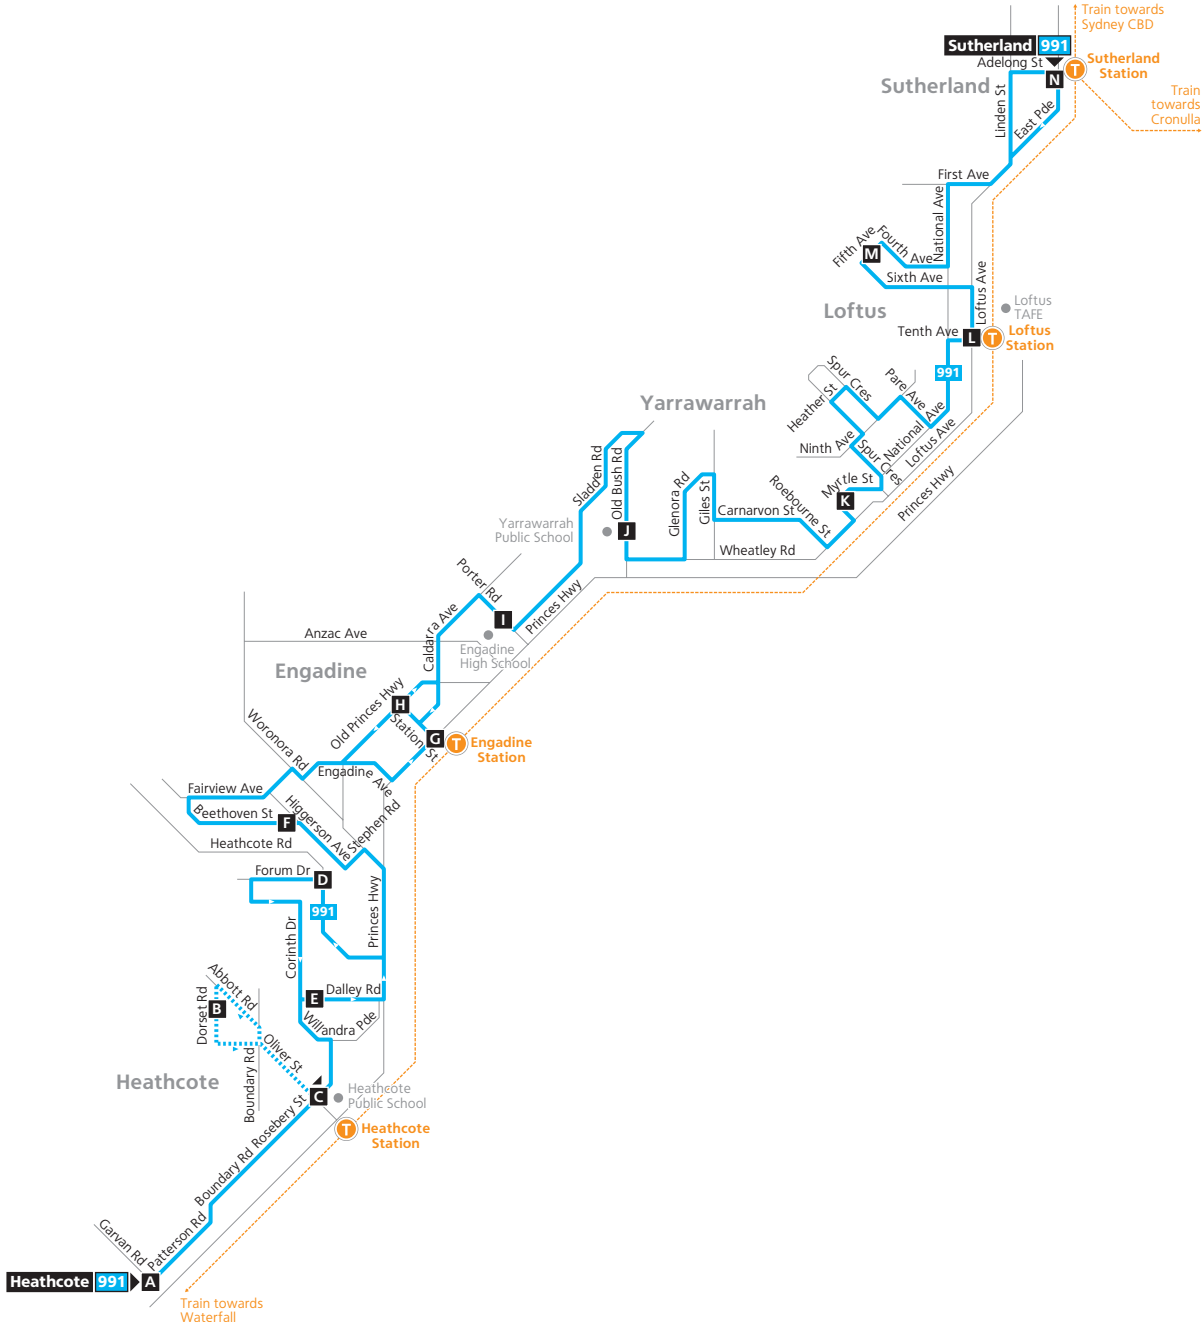 Train towards
Sydney CBD
Sutherland 991
Adelong St
N
T
Sutherland
Station
Sutherland
Train
towards
Cronulla
Linden St
East Pde
First Ave
National Ave
Fifth Ave
Fourth Ave
M
Sixth Ave
Loftus Ave
Loftus
TAFE
Loftus
Tenth Ave
L
T
Loftus
Station
991
Spur Cres
Pare Ave
Heather St
Yarrawarrah
National Ave
Loftus Ave
Ninth Ave
Spur Cres
Princes Hwy
Sladden Rd
Old Bush Rd
Glenora Rd
Giles St
Myrtle St
K
Roebourne St
Carnarvon St
Yarrawarrah
Public School
J
Wheatley Rd
Porter Rd
I
Princes Hwy
Caldarra Ave
Anzac Ave
Engadine
High School
Engadine
Old Princes Hwy
H
Station St
G
T
Engadine
Station
Woronora Rd
Engadine Ave
Fairview Ave
Beethoven St
F
Higgerson Ave
Stephen Rd
Heathcote Rd
Forum Dr
D
991
Princes Hwy
Corinth Dr
Abbott Rd
Dorset Rd
B
E
Dalley Rd
Willandra Pde
Oliver St
Boundary Rd
Heathcote
C
Heathcote
Public School
T
Heathcote
Station
Rosebery St
Boundary Rd
Patterson Rd
Garvan Rd
Heathcote 991
A
Train towards
Waterfall